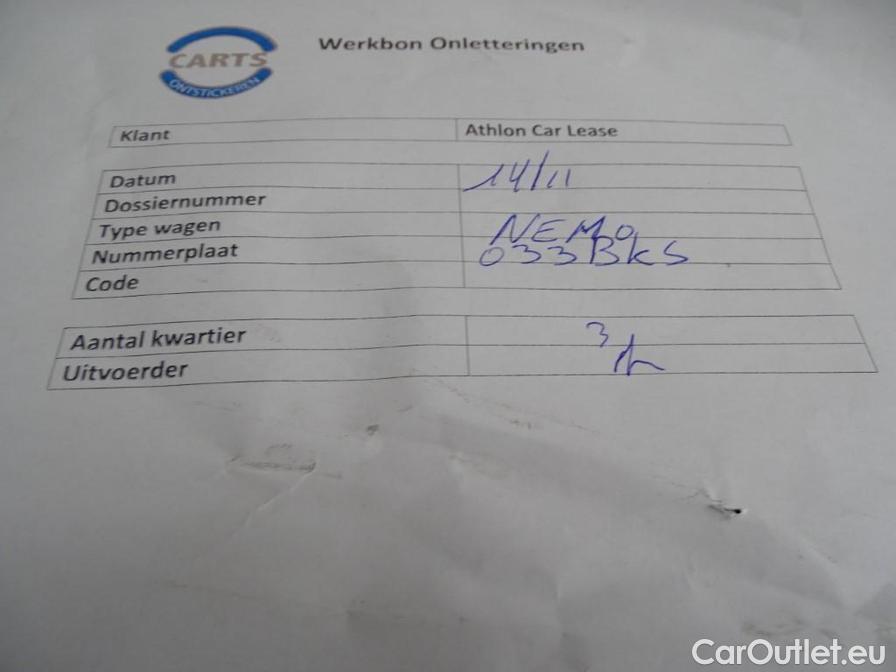 CARTS
ONTSTICKEREN
Werkbon Onletteringen
Klant Athlon Car Lease
Datum 14/11
Dossiernummer
Type wagen NEMO
Nummerplaat 033BKS
Code
Aantal kwartier 3
Uitvoerder
CarOutlet.eu